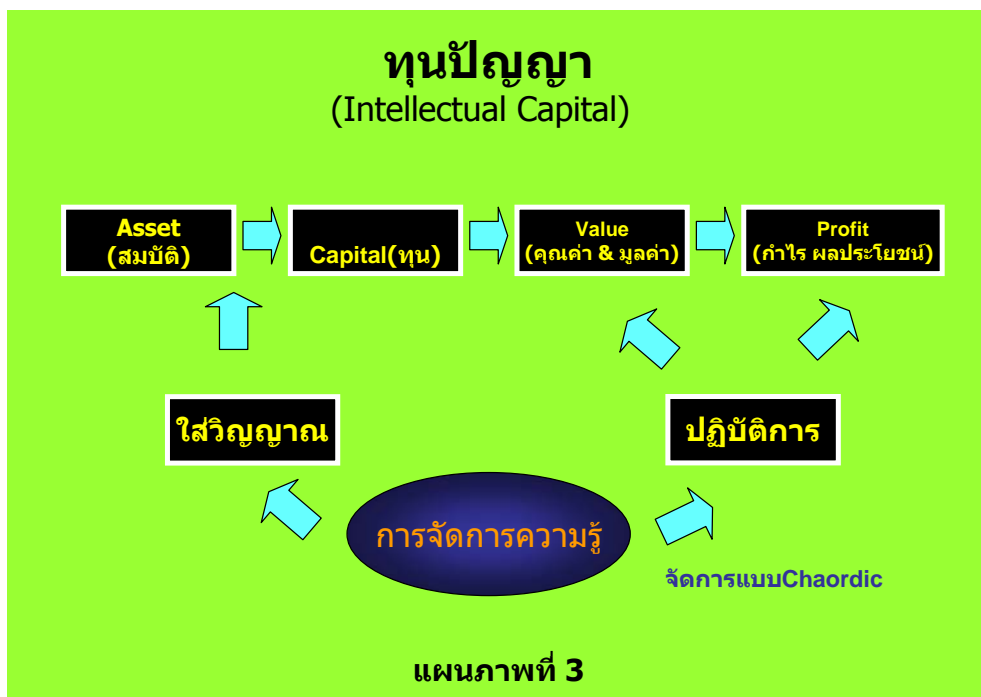 ทุนปัญญา
(Intellectual Capital)
Asset
(สมบัติ)
Capital(ทุน)
Value
(คุณค่า & มูลค่า)
Profit
(กำไร ผลประโยชน์)
ใส่วิญญาณ
ปฏิบัติการ
การจัดการความรู้
จัดการแบบChaordic
แผนภาพที่ 3